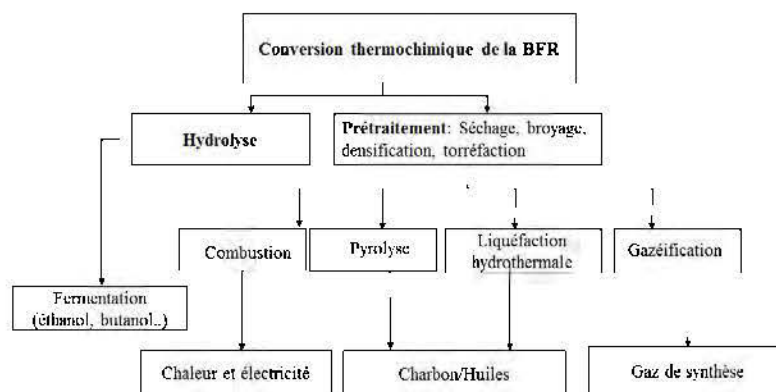 Conversion thermochimique de la BFR
Hydrolyse
Prétraitement: Séchage, broyage,
densification, torréfaction
Combustion
Pyrolyse
Liquéfaction
hydrothermale
Gazéification
Fermentation
(éthanol, butanol..)
Chaleur et électricité
Charbon/Huiles
Gaz de synthèse